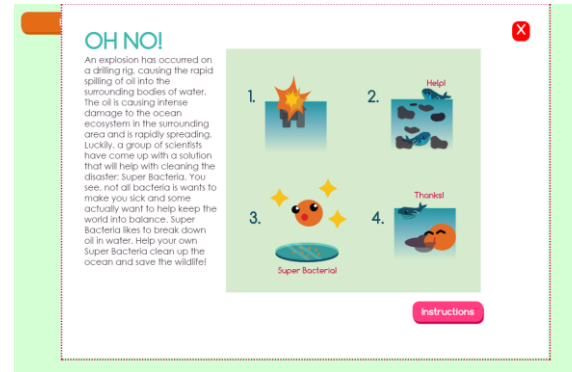 X
OH NO!
An explosion has occurred on
a drilling rig, causing the rapid
spilling of oil into the
surrounding bodies of water.
The oil is causing intense
damage to the ocean
ecosystem in the surrounding
area and is rapidly spreading.
Luckily, a group of scientists
have come up with a solution
that will help with cleaning the
disaster: Super Bacteria. You
see, not all bacteria is wants to
make you sick and some
actually want to help keep the
world into balance. Super
Bacteria likes to break down
oil in water. Help your own
Super Bacteria clean up the
ocean and save the wildlife!
1.
2.
Help!
3.
Super Bacteria!
4.
Thanks!
Instructions